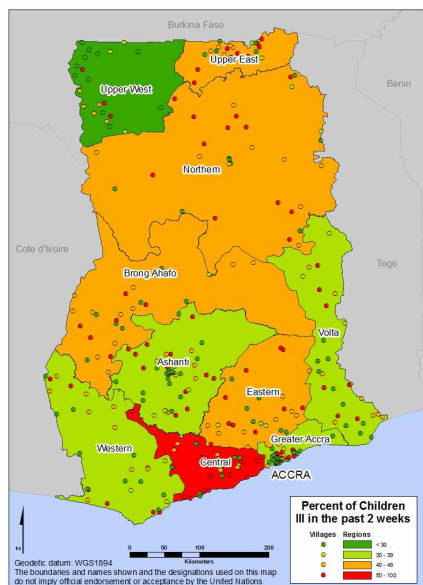 Burkina Faso
Upper East
Benin
Upper West
Northern
Cote d'Ivoire
Togo
Brong Ahafo
Volta
Ashanti
Eastern
Greater Accra
Western
Central
ACCRA
Percent of Children
Ill in the past 2 weeks
Villages Regions
< 30
30 - 39
40 - 49
50 - 100
N
0 50 100 200
Kilometers
Geodetic datum: WGS1894
The boundaries and names shown and the designations used on this map
do not imply official endorsement or acceptance by the United Nations